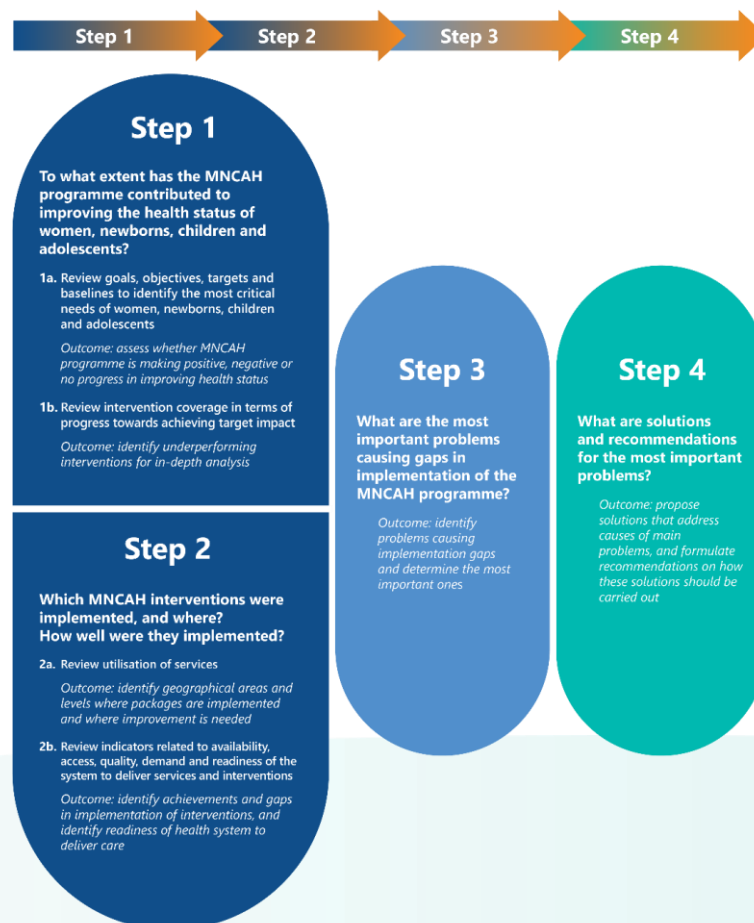 Step 1
Step 2
Step 3
Step 4
Step 1
To what extent has the MNCAH
programme contributed to
improving the health status of
women, newborns, children and
adolescents?
1a. Review goals, objectives, targets and
baselines to identify the most critical
needs of women, newborns, children
and adolescents
Outcome: assess whether MNCAH
programme is making positive, negative or
no progress in improving health status
1b. Review intervention coverage in terms of
progress towards achieving target impact
Outcome: identify underperforming
interventions for in-depth analysis
Step 2
Which MNCAH interventions were
implemented, and where?
How well were they implemented?
2a. Review utilisation of services
Outcome: identify geographical areas and
levels where packages are implemented
and where improvement is needed
2b. Review indicators related to availability,
access, quality, demand and readiness of the
system to deliver services and interventions
Outcome: identify achievements and gaps
in implementation of interventions, and
identify readiness of health system to
deliver care
Step 3
What are the most
important problems
causing gaps in
implementation of the
MNCAH programme?
Outcome: identify
problems causing
implementation gaps
and determine the most
important ones
Step 4
What are solutions
and recommendations
for the most important
problems?
Outcome: propose
solutions that address
causes of main
problems, and formulate
recommendations on how
these solutions should be
carried out